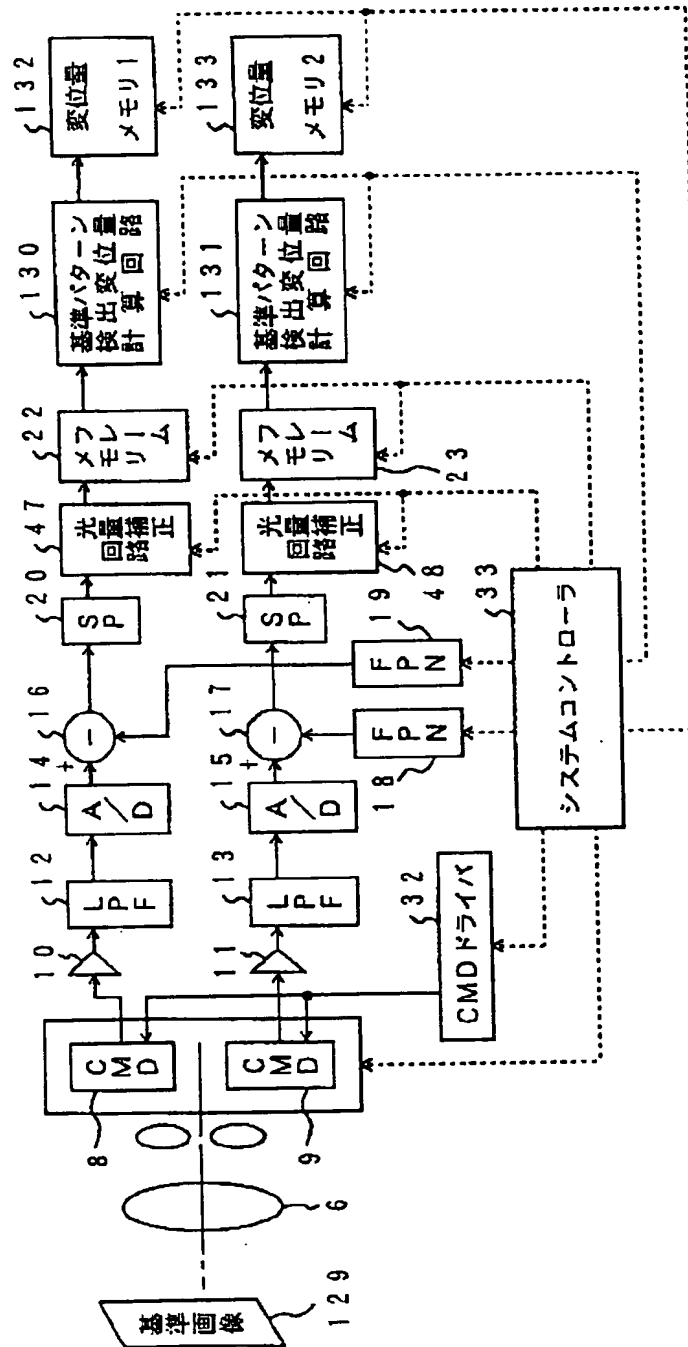 基準画像
129
6
CMD
8
CMD
9
10
11
LPF
12
LPF
13
A/D
14
A/D
15
+
−
16
+
−
17
FPN
18
FPN
19
SP
20
SP
21
光量補正
回路
47
光量補正
回路
48
フレーム
メモリ
22
フレーム
メモリ
23
基準パターン
検出変位量
計算回路
130
基準パターン
検出変位量
計算回路
131
変位量
メモリ1
132
変位量
メモリ2
133
CMDドライバ
32
システムコントローラ
33